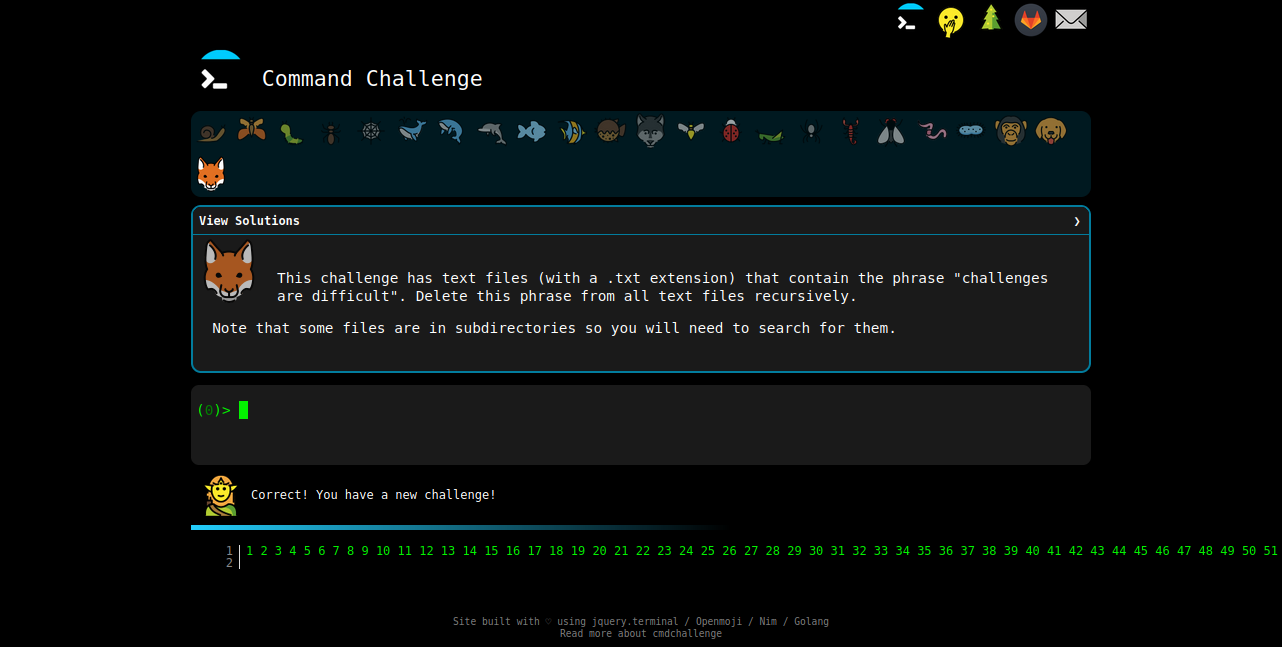 Command Challenge
View Solutions ❯
This challenge has text files (with a .txt extension) that contain the phrase "challenges
are difficult". Delete this phrase from all text files recursively.
Note that some files are in subdirectories so you will need to search for them.
(0)>
Correct! You have a new challenge!
1 1 2 3 4 5 6 7 8 9 10 11 12 13 14 15 16 17 18 19 20 21 22 23 24 25 26 27 28 29 30 31 32 33 34 35 36 37 38 39 40 41 42 43 44 45 46 47 48 49 50 51
2
Site built with ♡ using jquery.terminal / Openmoji / Nim / Golang
Read more about cmdchallenge